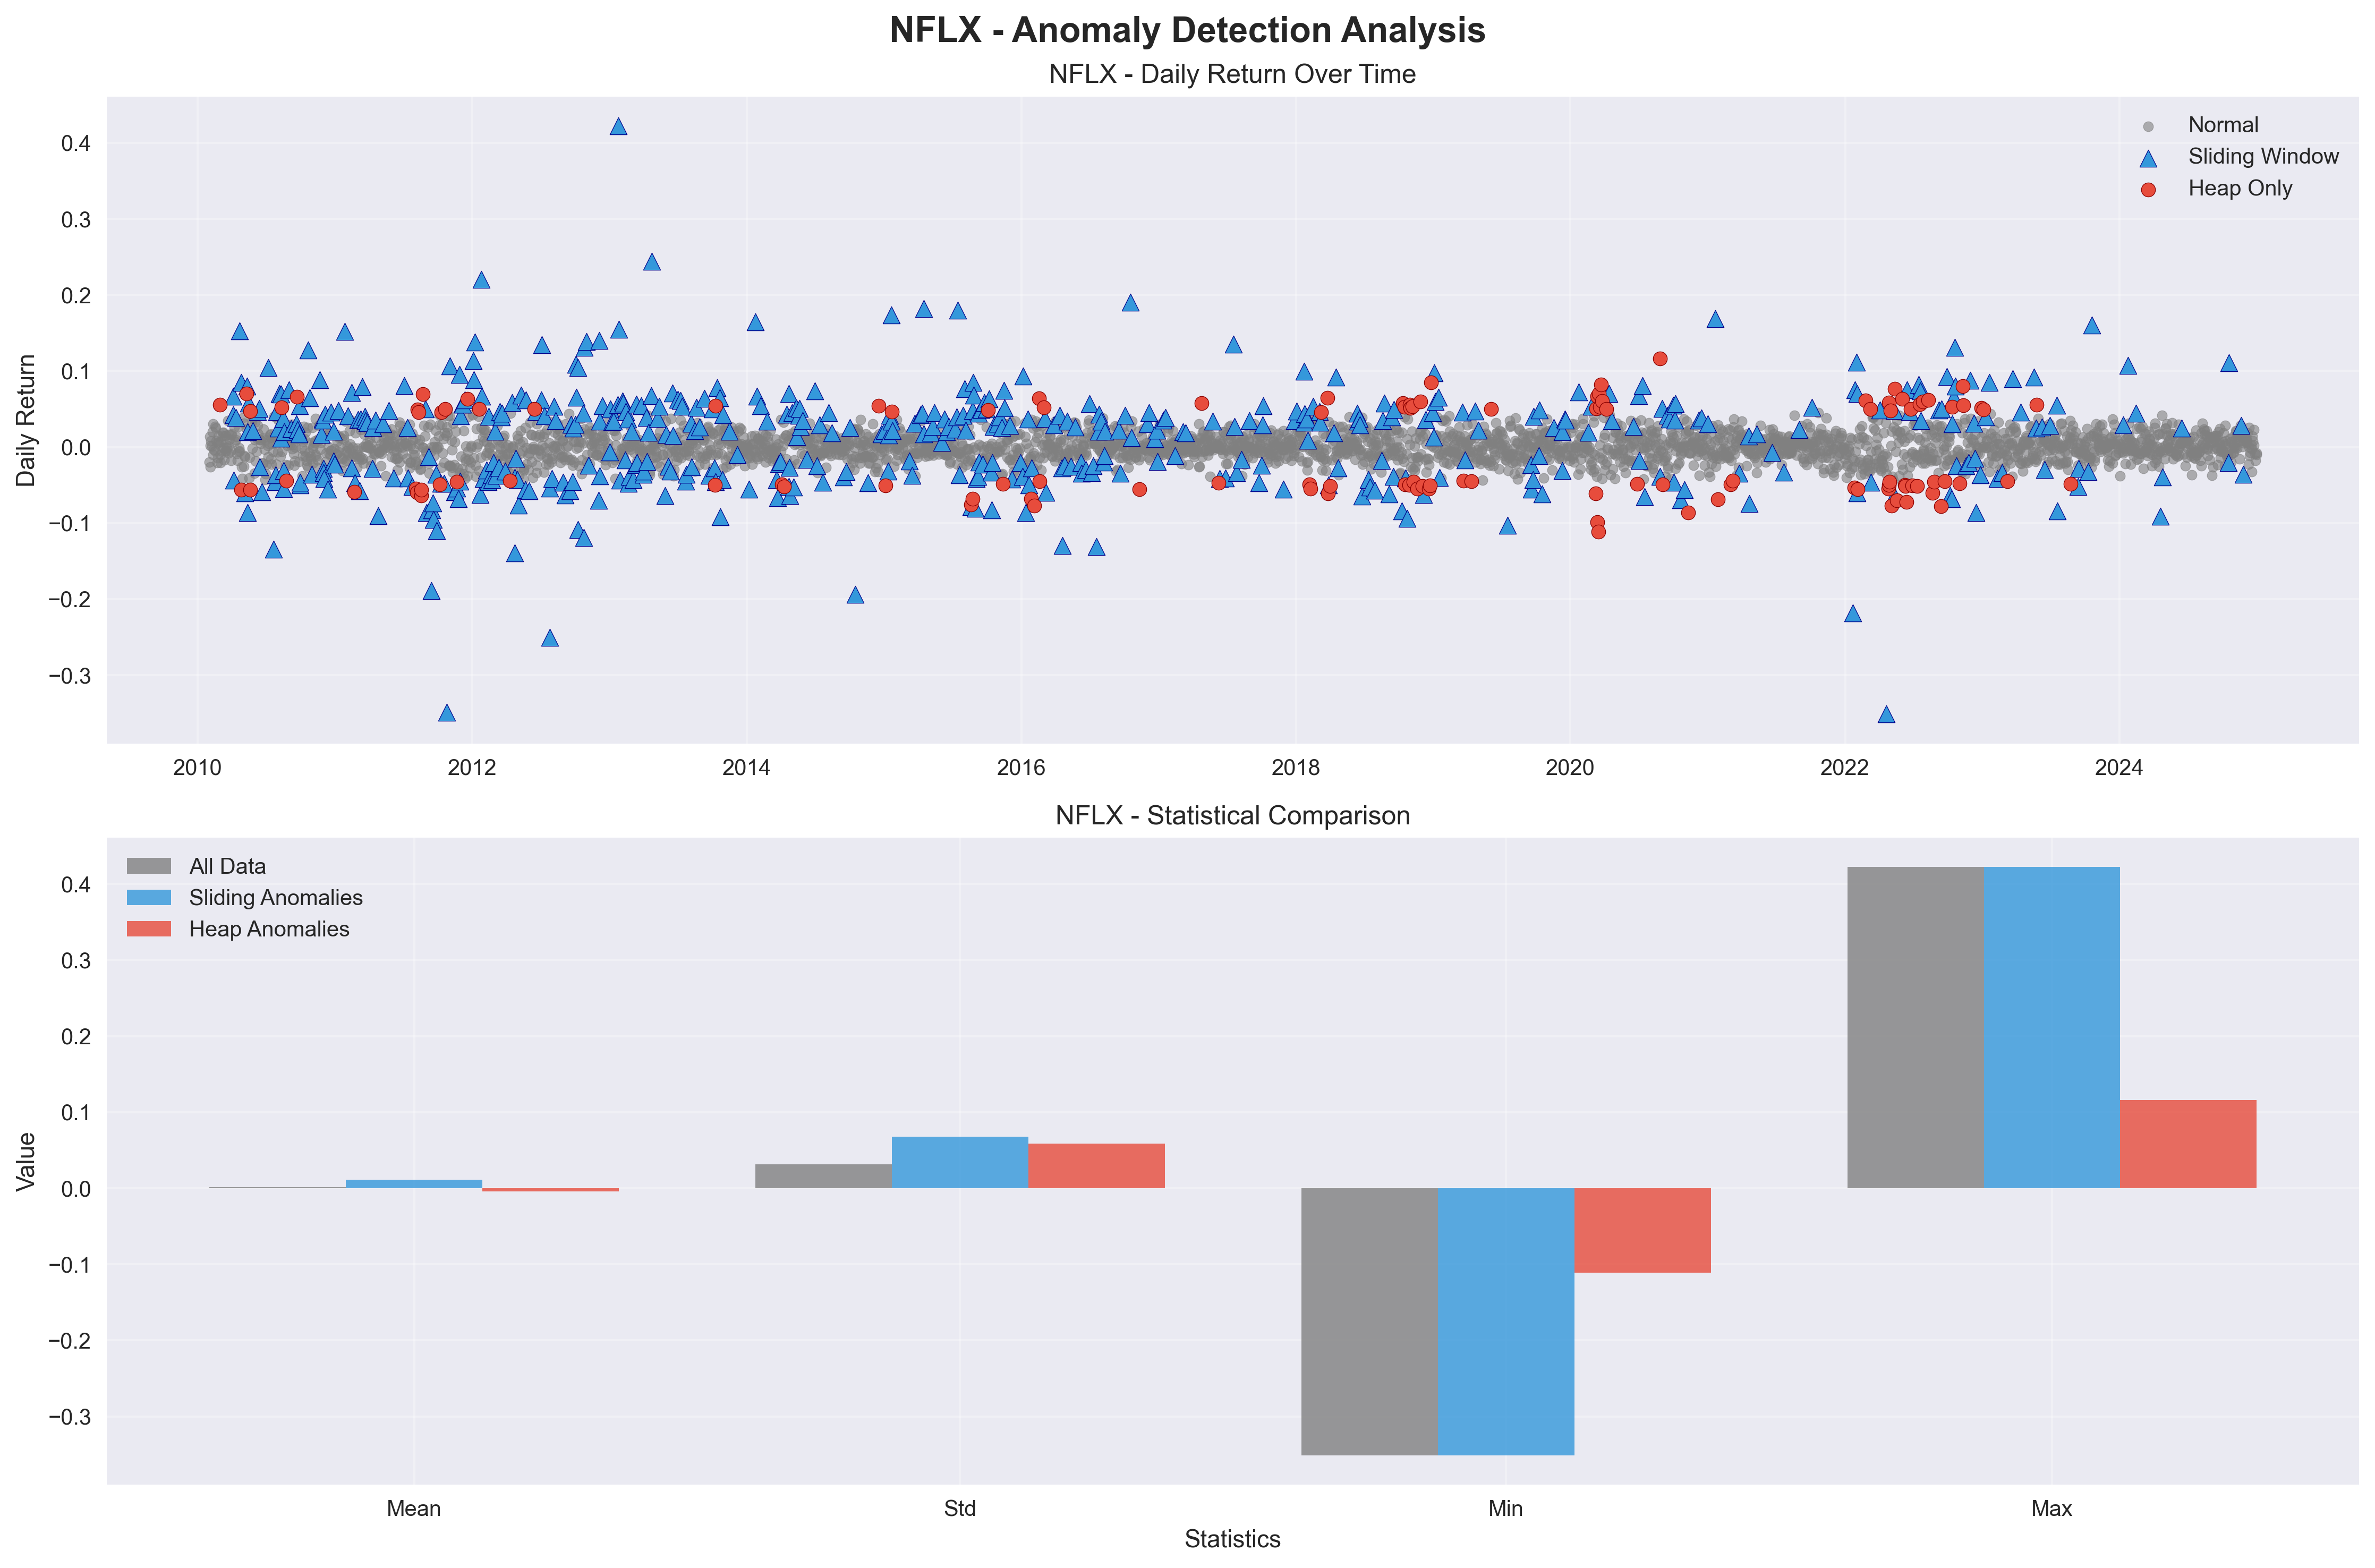 NFLX - Anomaly Detection Analysis
NFLX - Daily Return Over Time
Daily Return
0.4
0.3
0.2
0.1
0.0
−0.1
−0.2
−0.3
Normal
Sliding Window
Heap Only
2010 2012 2014 2016 2018 2020 2022 2024
NFLX - Statistical Comparison
Value
0.4
0.3
0.2
0.1
0.0
−0.1
−0.2
−0.3
All Data
Sliding Anomalies
Heap Anomalies
Mean Std Min Max
Statistics